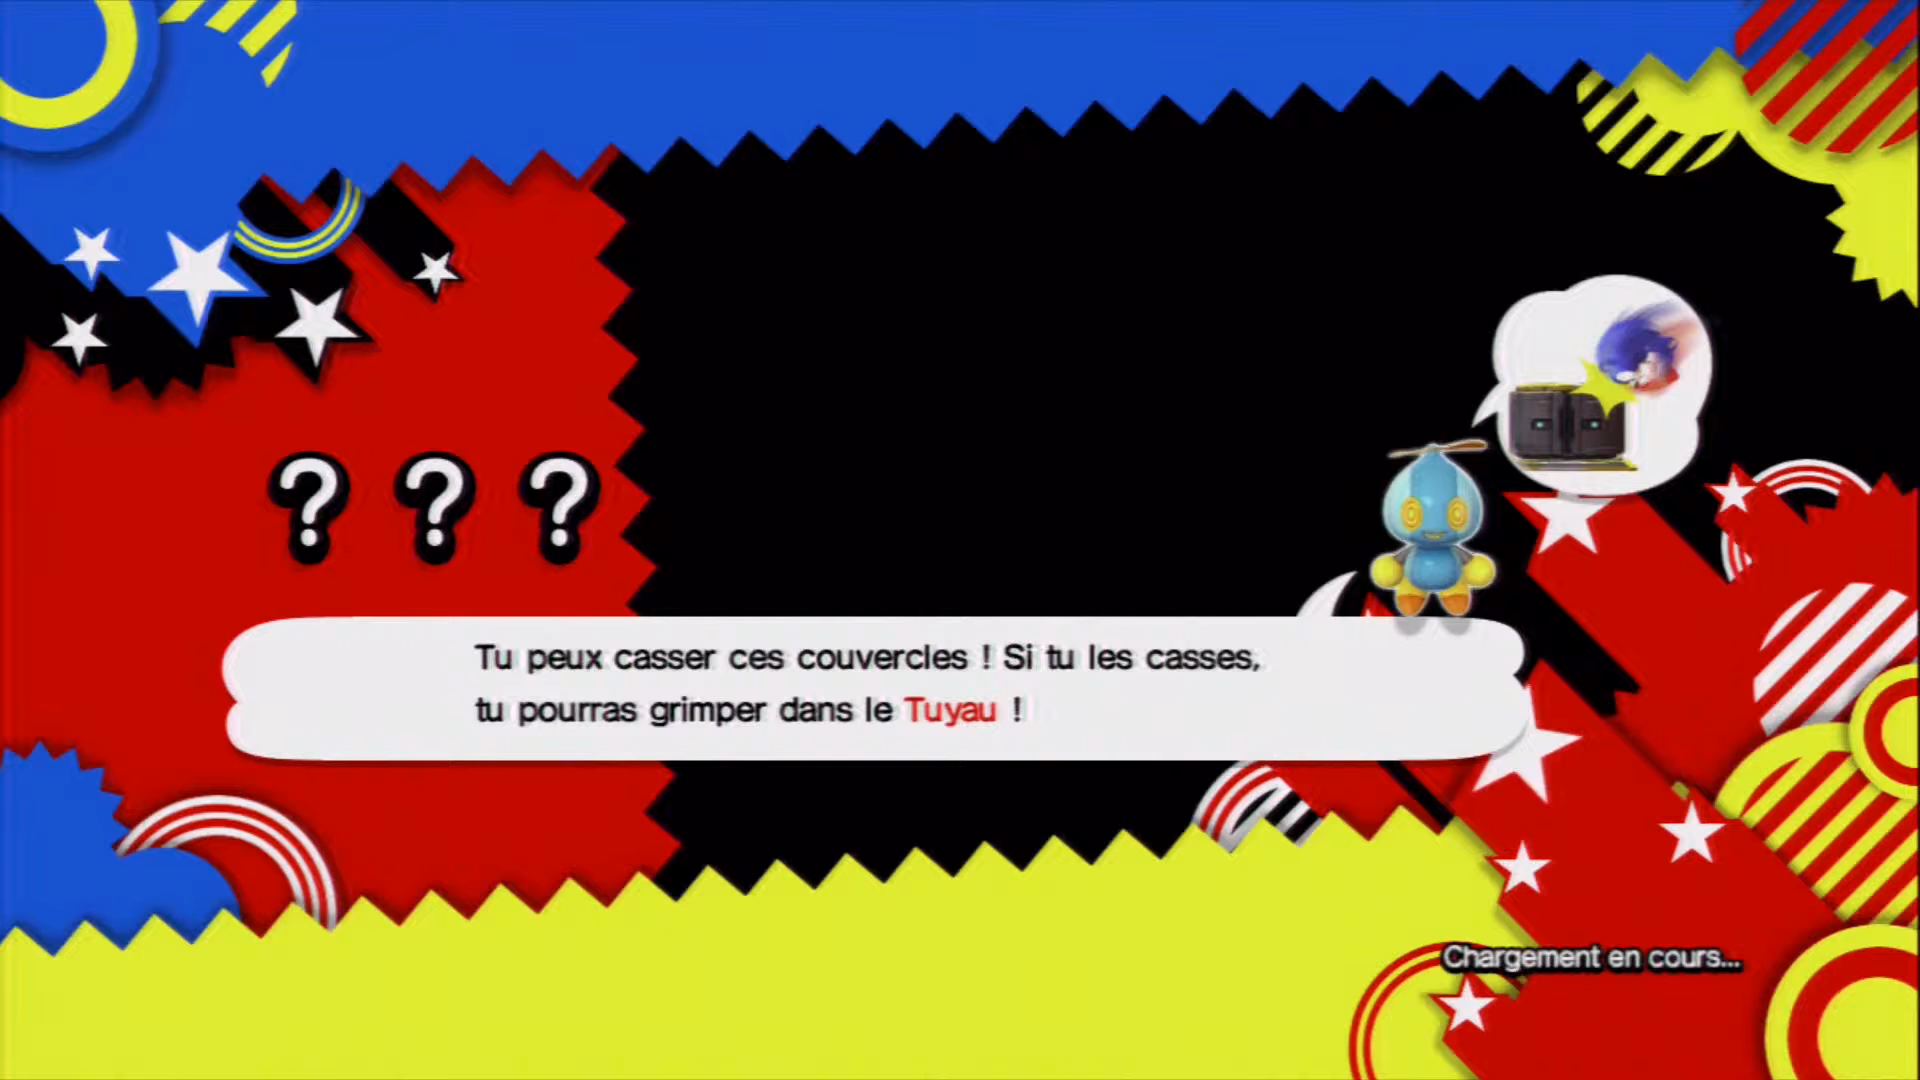 ? ? ?
Tu peux casser ces couvercles ! Si tu les casses,
tu pourras grimper dans le Tuyau !
Chargement en cours...